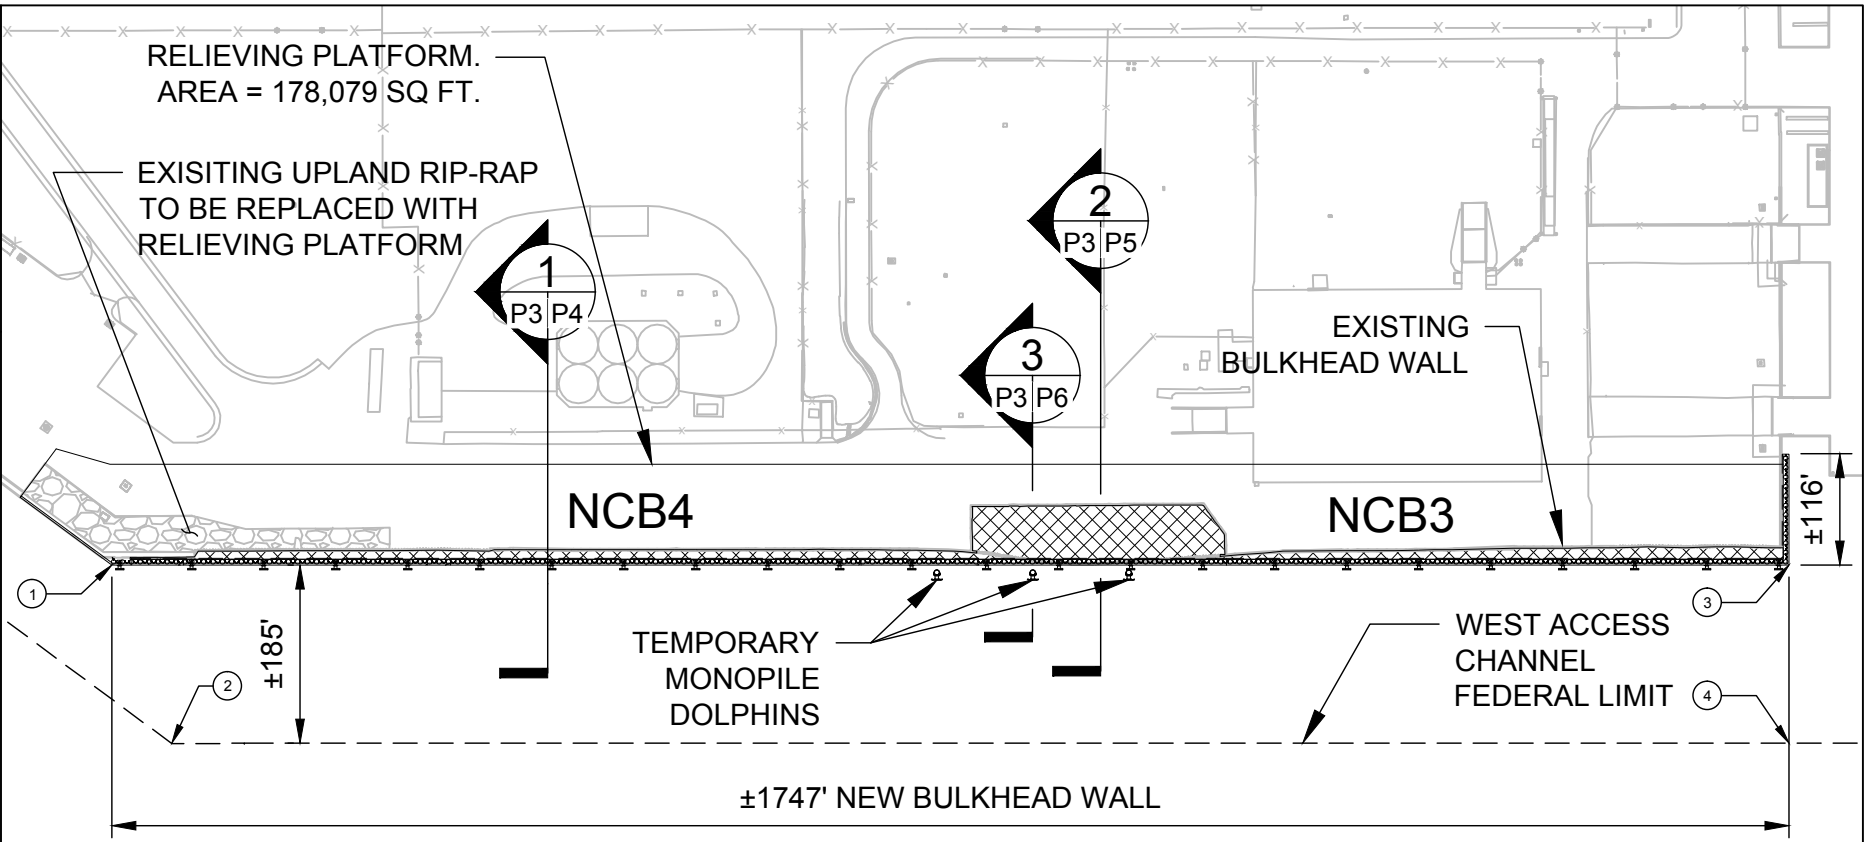 RELIEVING PLATFORM.
AREA = 178,079 SQ FT.
EXISITING UPLAND RIP-RAP
TO BE REPLACED WITH
RELIEVING PLATFORM
1
P3 P4
2
P3 P5
3
P3 P6
EXISTING
BULKHEAD WALL
NCB4
NCB3
±116'
1
3
±185'
2
TEMPORARY
MONOPILE
DOLPHINS
WEST ACCESS
CHANNEL
FEDERAL LIMIT
4
±1747' NEW BULKHEAD WALL